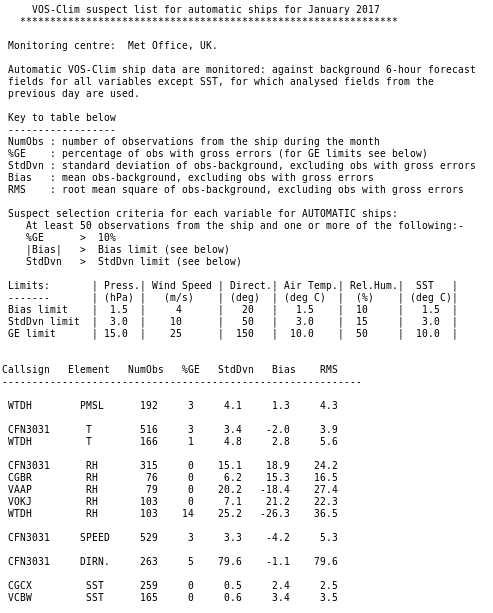 VOS-Clim suspect list for automatic ships for January 2017
***************************************************************
Monitoring centre:  Met Office, UK.
Automatic VOS-Clim ship data are monitored: against background 6-hour forecast
fields for all variables except SST, for which analysed fields from the
previous day are used.
Key to table below
------------------
NumObs : number of observations from the ship during the month
%GE    : percentage of obs with gross errors (for GE limits see below)
StdDvn : standard deviation of obs-background, excluding obs with gross errors
Bias   : mean obs-background, excluding obs with gross errors
RMS    : root mean square of obs-background, excluding obs with gross errors
Suspect selection criteria for each variable for AUTOMATIC ships:
At least 50 observations from the ship and one or more of the following:-
%GE      >  10%
|Bias|   >  Bias limit (see below)
StdDvn   >  StdDvn limit (see below)
Limits:       | Press.| Wind Speed | Direct.| Air Temp.| Rel.Hum.|  SST   |
-------       | (hPa) |   (m/s)    | (deg)  | (deg C)  |  (%)    | (deg C)|
Bias limit    |  1.5  |     4      |   20   |   1.5    |  10     |   1.5  |
StdDvn limit  |  3.0  |    10      |   50   |   3.0    |  15     |   3.0  |
GE limit      | 15.0  |    25      |  150   |  10.0    |  50     |  10.0  |
Callsign   Element   NumObs   %GE   StdDvn   Bias    RMS
------------------------------------------------------------
WTDH        PMSL      192     3     4.1     1.3     4.3
CFN3031      T        516     3     3.4    -2.0     3.9
WTDH         T        166     1     4.8     2.8     5.6
CFN3031      RH       315     0    15.1    18.9    24.2
CGBR         RH        76     0     6.2    15.3    16.5
VAAP         RH        79     0    20.2   -18.4    27.4
VOKJ         RH       103     0     7.1    21.2    22.3
WTDH         RH       103    14    25.2   -26.3    36.5
CFN3031     SPEED     529     3     3.3    -4.2     5.3
CFN3031     DIRN.     263     5    79.6    -1.1    79.6
CGCX         SST      259     0     0.5     2.4     2.5
VCBW         SST      165     0     0.6     3.4     3.5